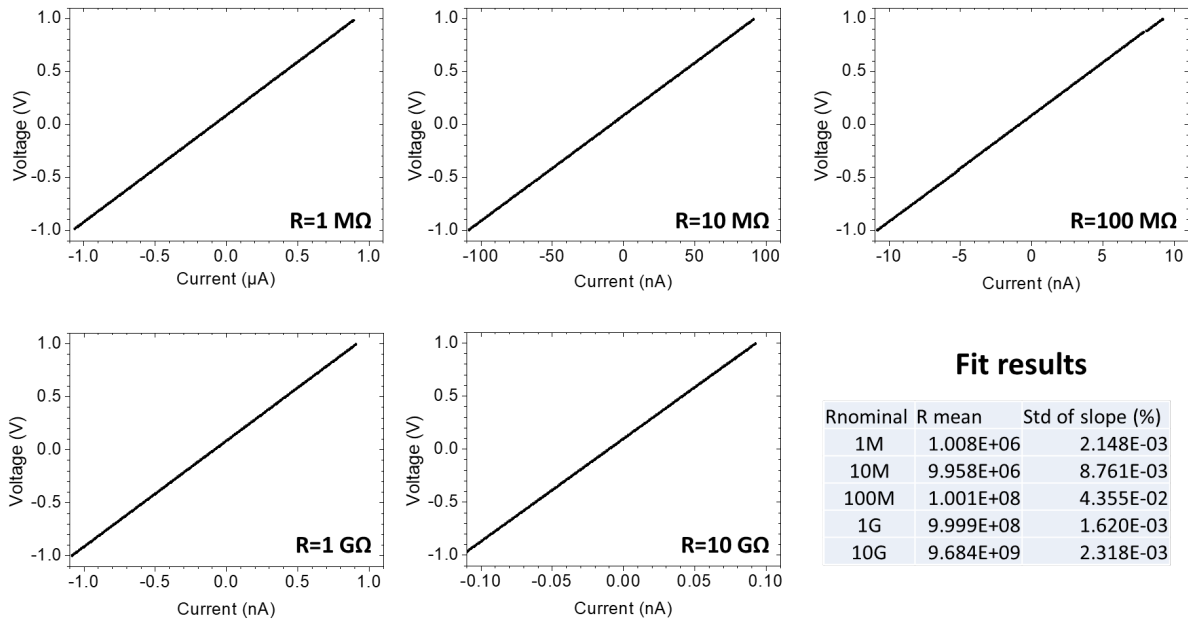 1.0
0.5
0.0
-0.5
-1.0
Voltage (V)
R=1 MΩ
-1.0 -0.5 0.0 0.5 1.0
Current (µA)
1.0
0.5
0.0
-0.5
-1.0
Voltage (V)
R=10 MΩ
-100 -50 0 50 100
Current (nA)
1.0
0.5
0.0
-0.5
-1.0
Voltage (V)
R=100 MΩ
-10 -5 0 5 10
Current (nA)
1.0
0.5
0.0
-0.5
-1.0
Voltage (V)
R=1 GΩ
-1.0 -0.5 0.0 0.5 1.0
Current (nA)
1.0
0.5
0.0
-0.5
-1.0
Voltage (V)
R=10 GΩ
-0.10 -0.05 0.00 0.05 0.10
Current (nA)
Fit results
Rnominal R mean Std of slope (%)
1M 1.008E+06 2.148E-03
10M 9.958E+06 8.761E-03
100M 1.001E+08 4.355E-02
1G 9.999E+08 1.620E-03
10G 9.684E+09 2.318E-03